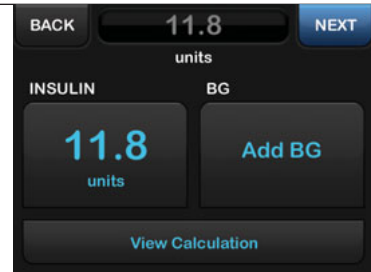 BACK 11.8 NEXT
units
INSULIN BG
11.8 Add BG
units
View Calculation